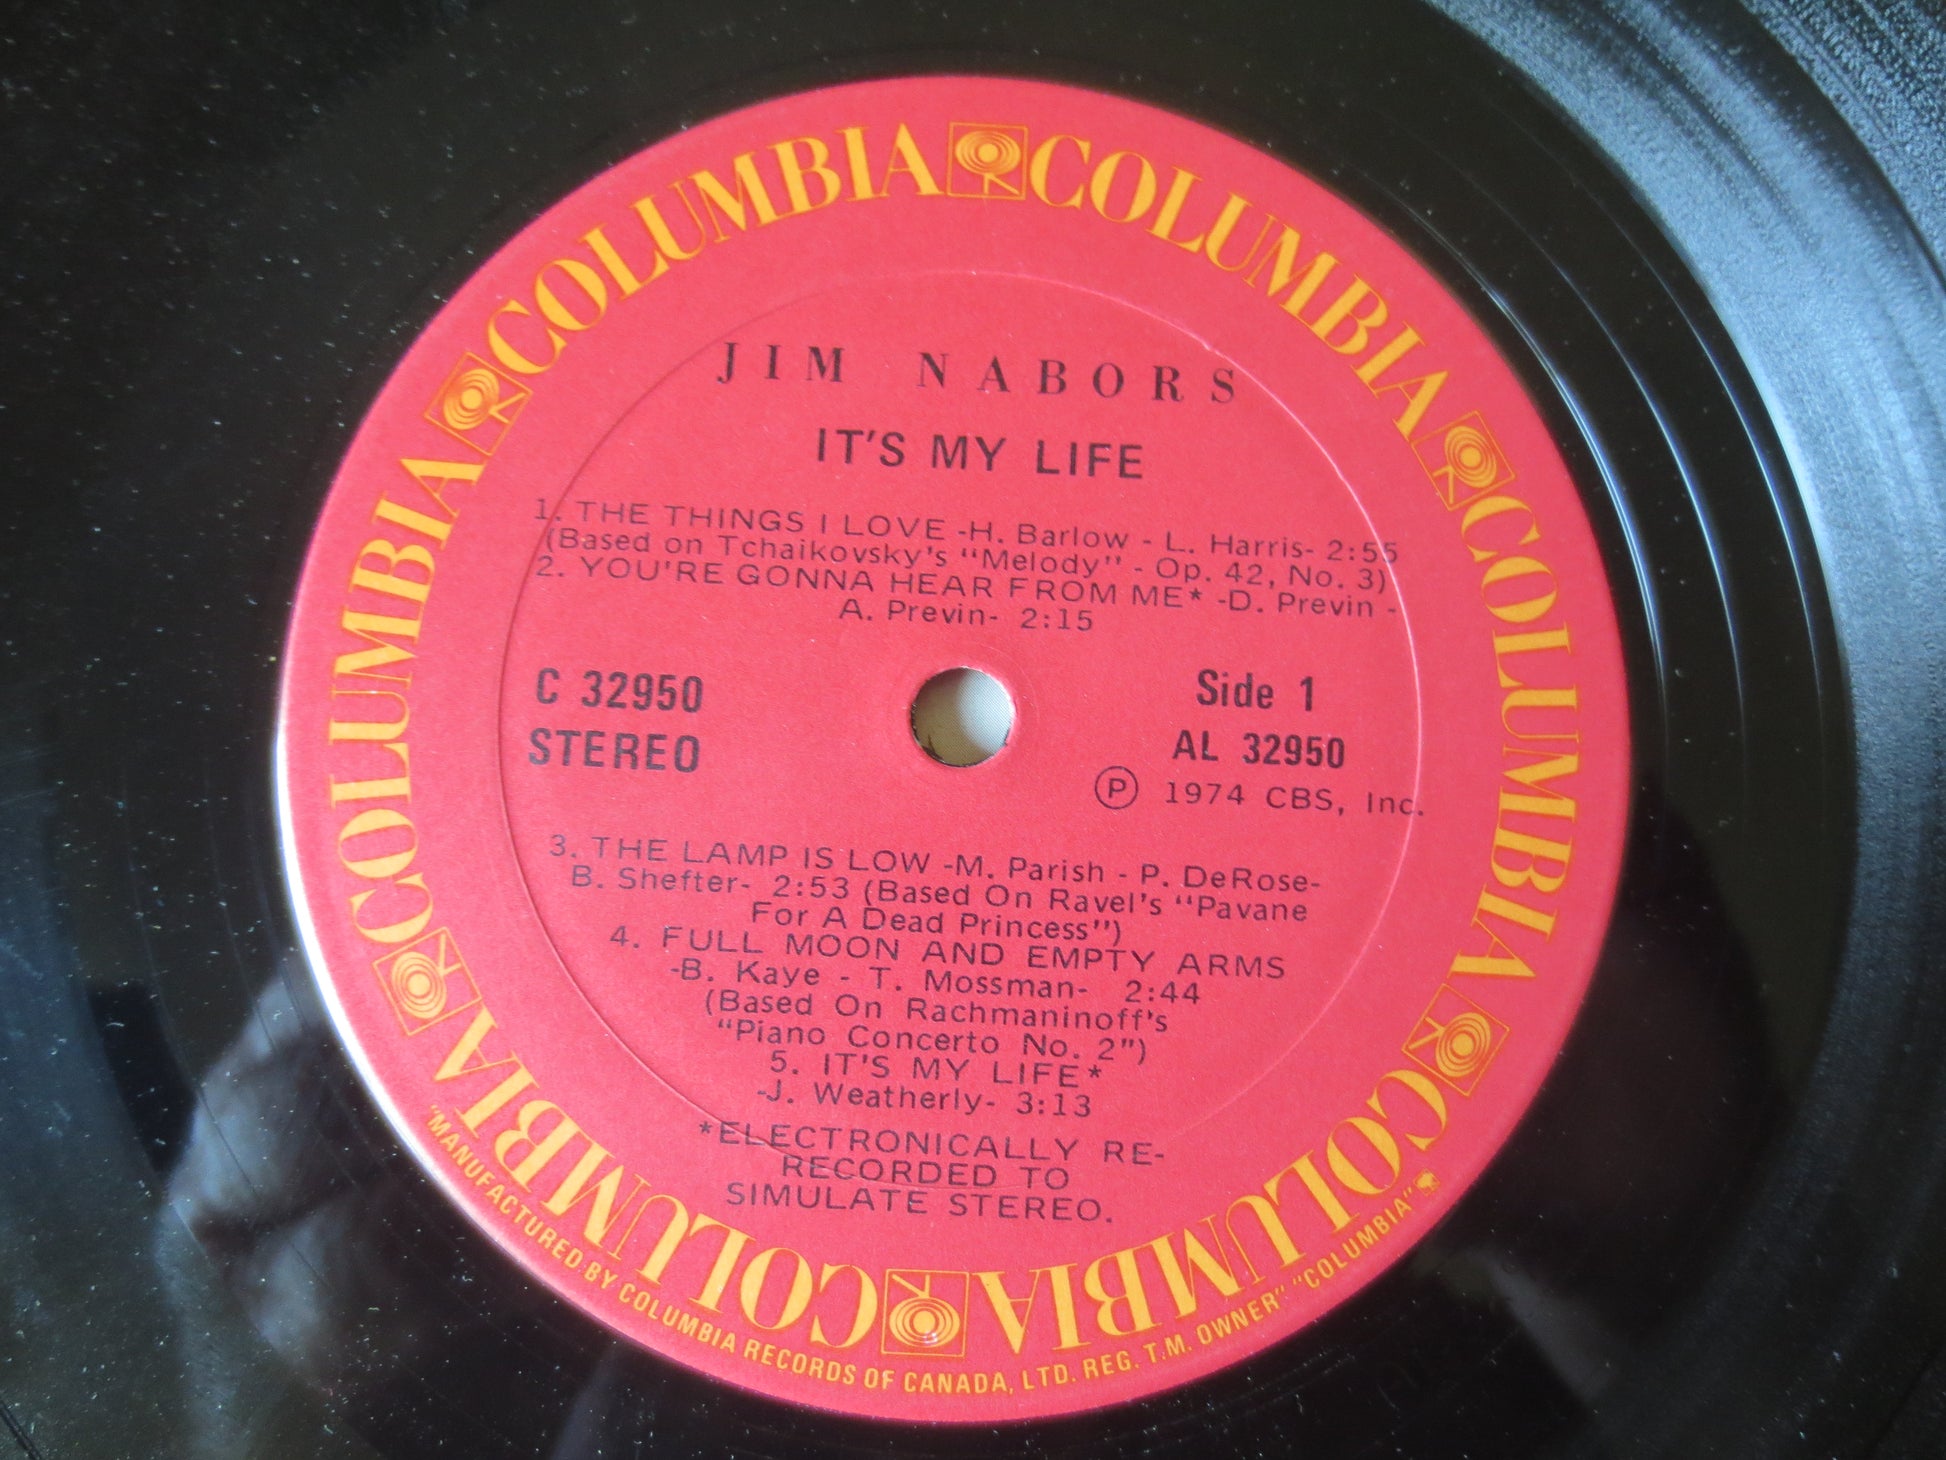 COLUMBIA COLUMBIA COLUMBIA COLUMBIA COLUMBIA COLUMBIA
JIM NABORS
IT'S MY LIFE
1. THE THINGS I LOVE -H. Barlow - L. Harris- 2:55
(Based on Tchaikovsky's "Melody" - Op. 42, No. 3)
2. YOU'RE GONNA HEAR FROM ME* -D. Previn -
A. Previn- 2:15
C 32950
STEREO
Side 1
AL 32950
Ⓟ 1974 CBS, Inc.
3. THE LAMP IS LOW -M. Parish - P. DeRose-
B. Shefter- 2:53 (Based On Ravel's "Pavane
For A Dead Princess")
4. FULL MOON AND EMPTY ARMS
-B. Kaye - T. Mossman- 2:44
(Based On Rachmaninoff's
"Piano Concerto No. 2")
5. IT'S MY LIFE*
-J. Weatherly- 3:13
*ELECTRONICALLY RE-
RECORDED TO
SIMULATE STEREO.
"MANUFACTURED BY COLUMBIA RECORDS OF CANADA, LTD. REG. T.M. OWNER" "COLUMBIA"